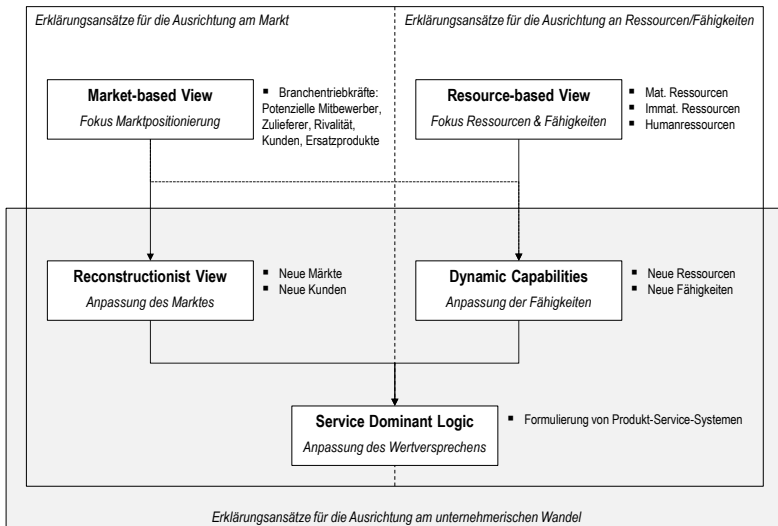 Erklärungsansätze für die Ausrichtung am Markt
Erklärungsansätze für die Ausrichtung an Ressourcen/Fähigkeiten
Market-based View
Fokus Marktpositionierung
▪ Branchentriebkräfte:
Potenzielle Mitbewerber,
Zulieferer, Rivalität,
Kunden, Ersatzprodukte
Resource-based View
Fokus Ressourcen & Fähigkeiten
▪ Mat. Ressourcen
▪ Immat. Ressourcen
▪ Humanressourcen
Reconstructionist View
Anpassung des Marktes
▪ Neue Märkte
▪ Neue Kunden
Dynamic Capabilities
Anpassung der Fähigkeiten
▪ Neue Ressourcen
▪ Neue Fähigkeiten
Service Dominant Logic
Anpassung des Wertversprechens
▪ Formulierung von Produkt-Service-Systemen
Erklärungsansätze für die Ausrichtung am unternehmerischen Wandel